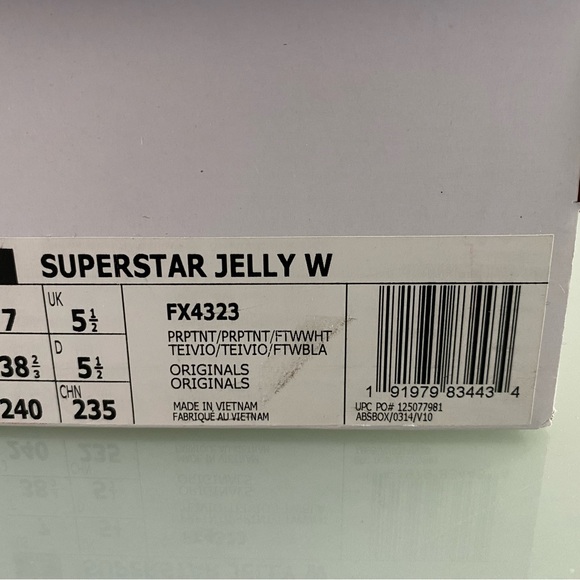 SUPERSTAR JELLY W
7 UK 5½
38⅔ D 5½
240 CHN 235
FX4323
PRPTNT/PRPTNT/FTWWHT
TEIVIO/TEIVIO/FTWBLA
ORIGINALS
ORIGINALS
MADE IN VIETNAM
FABRIQUÉ AU VIETNAM
1 91979 83443 4
UPC PO# 125077981
ABSBOX/0314/V10